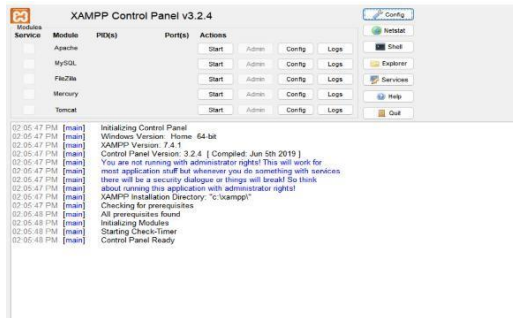 XAMPP Control Panel v3.2.4
Config
Modules
Service Module PID(s) Port(s) Actions
Netstat
Apache Start Admin Config Logs
Shell
MySQL Start Admin Config Logs
Explorer
FileZilla Start Admin Config Logs
Services
Mercury Start Admin Config Logs
Help
Tomcat Start Admin Config Logs
Quit
02:05:47 PM [main] Initializing Control Panel
02:05:47 PM [main] Windows Version: Home 64-bit
02:05:47 PM [main] XAMPP Version: 7.4.1
02:05:47 PM [main] Control Panel Version: 3.2.4 [ Compiled: Jun 5th 2019 ]
02:05:47 PM [main] You are not running with administrator rights! This will work for
02:05:47 PM [main] most application stuff but whenever you do something with services
02:05:47 PM [main] there will be a security dialogue or things will break! So think
02:05:47 PM [main] about running this application with administrator rights!
02:05:47 PM [main] XAMPP Installation Directory: "c:\xampp\"
02:05:47 PM [main] Checking for prerequisites
02:05:48 PM [main] All prerequisites found
02:05:48 PM [main] Initializing Modules
02:05:48 PM [main] Starting Check-Timer
02:05:48 PM [main] Control Panel Ready